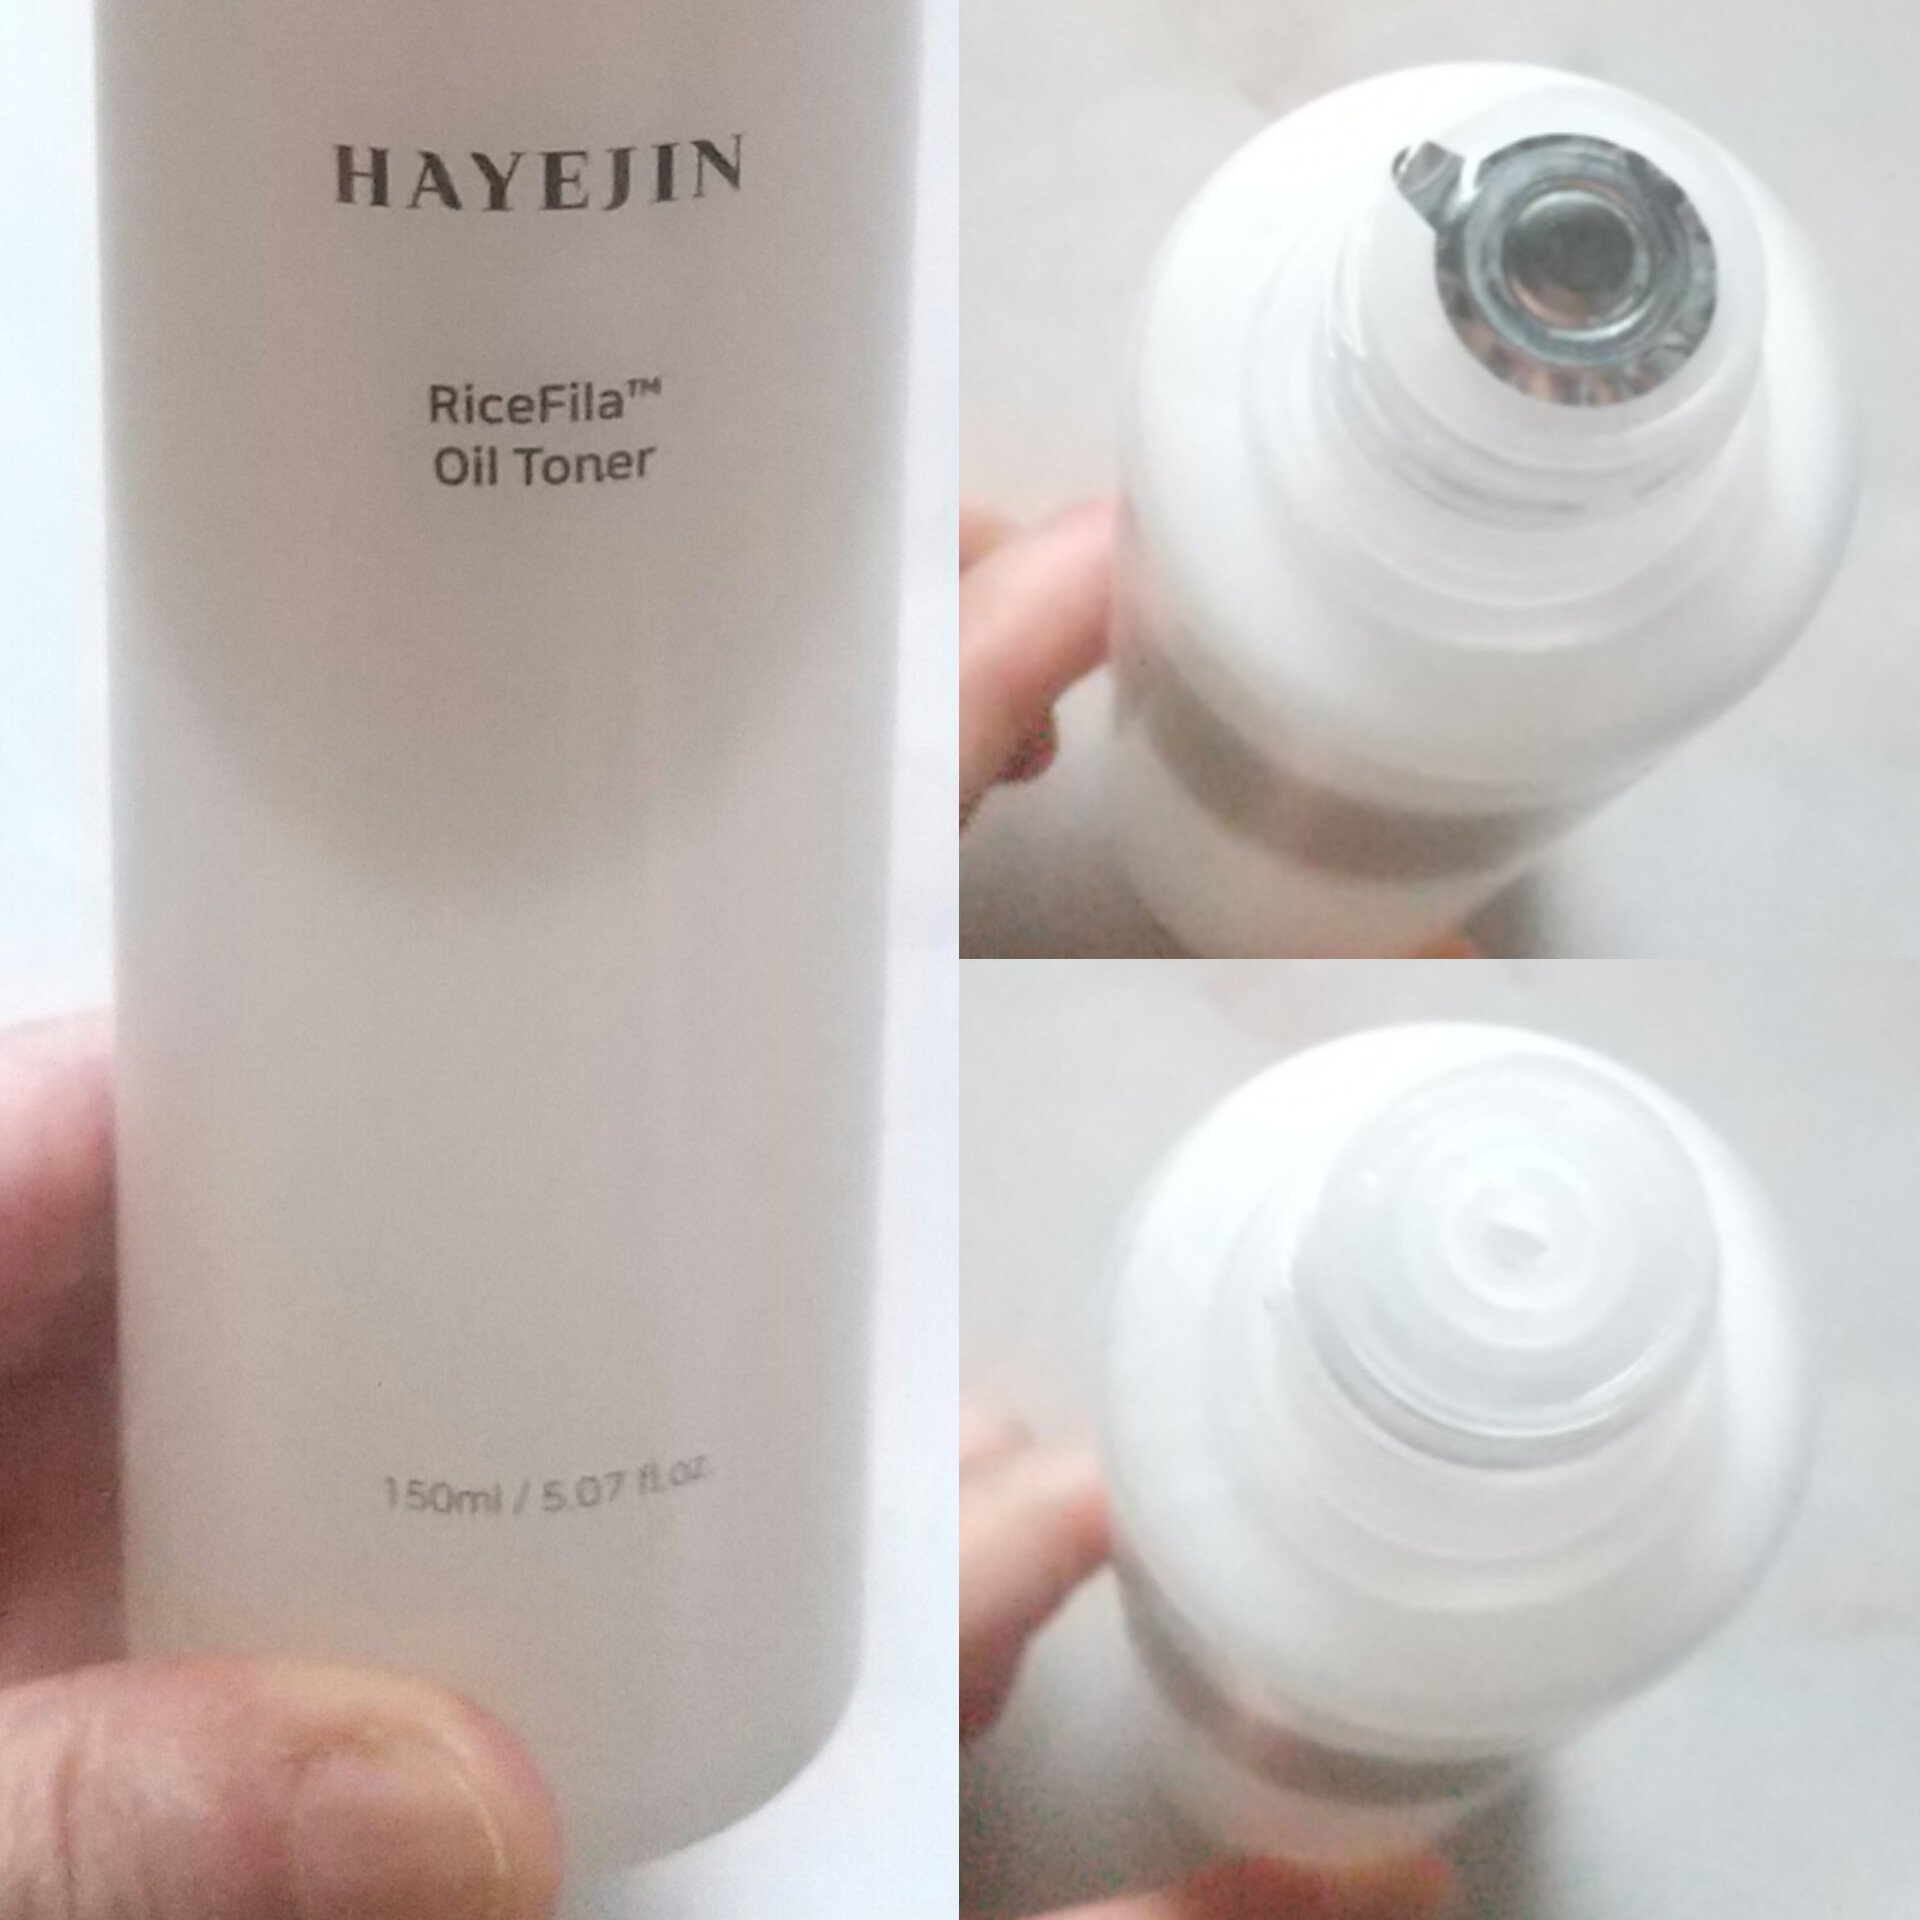 HAYEJIN
RiceFila™
Oil Toner
150ml / 5.07 fl.oz.